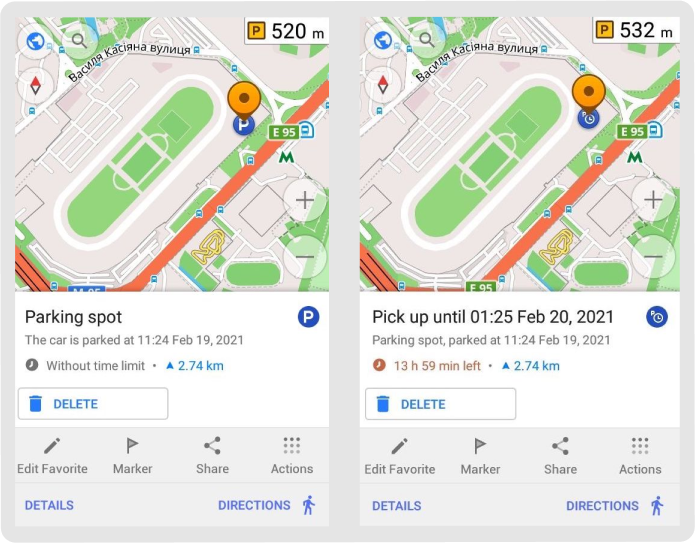 P 520 m
Василя Касіяна вулиця
P
E 95
M
Parking spot
P
The car is parked at 11:24 Feb 19, 2021
Without time limit • 2.74 km
DELETE
Edit Favorite Marker Share Actions
DETAILS DIRECTIONS
P 532 m
Василя Касіяна вулиця
P
E 95
M
E 95
Pick up until 01:25 Feb 20, 2021
P
Parking spot, parked at 11:24 Feb 19, 2021
13 h 59 min left • 2.74 km
DELETE
Edit Favorite Marker Share Actions
DETAILS DIRECTIONS